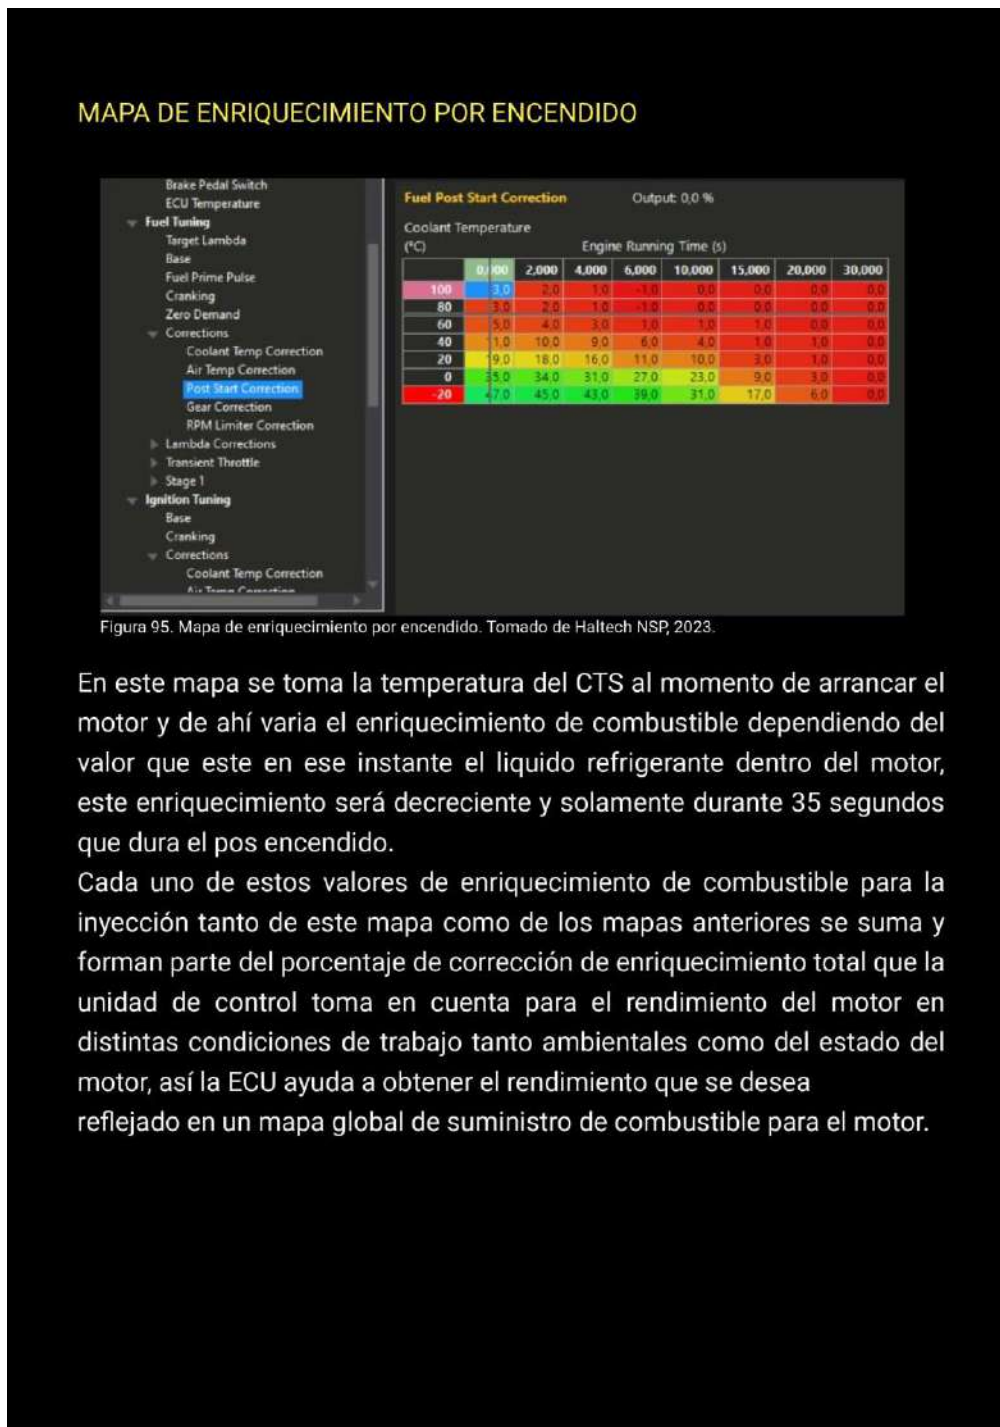 MAPA DE ENRIQUECIMIENTO POR ENCENDIDO
Brake Pedal Switch
ECU Temperature
Fuel Tuning
Target Lambda
Base
Fuel Prime Pulse
Cranking
Zero Demand
Corrections
Coolant Temp Correction
Air Temp Correction
Post Start Correction
Gear Correction
RPM Limiter Correction
Lambda Corrections
Transient Throttle
Stage 1
Ignition Tuning
Base
Cranking
Corrections
Coolant Temp Correction
Air Temp Correction
Fuel Post Start Correction Output: 0,0 %
Coolant Temperature
(°C) Engine Running Time (s)
0,000 2,000 4,000 6,000 10,000 15,000 20,000 30,000
100 3,0 2,0 1,0 -1,0 0,0 0,0 0,0 0,0
80 3,0 2,0 1,0 -1,0 0,0 0,0 0,0 0,0
60 5,0 4,0 3,0 1,0 1,0 1,0 0,0 0,0
40 11,0 10,0 9,0 6,0 4,0 1,0 1,0 0,0
20 19,0 18,0 16,0 11,0 10,0 3,0 1,0 0,0
0 35,0 34,0 31,0 27,0 23,0 9,0 3,0 0,0
-20 47,0 45,0 43,0 39,0 31,0 17,0 6,0 0,0
Figura 95. Mapa de enriquecimiento por encendido. Tomado de Haltech NSP, 2023.
En este mapa se toma la temperatura del CTS al momento de arrancar el
motor y de ahí varia el enriquecimiento de combustible dependiendo del
valor que este en ese instante el liquido refrigerante dentro del motor,
este enriquecimiento será decreciente y solamente durante 35 segundos
que dura el pos encendido.
Cada uno de estos valores de enriquecimiento de combustible para la
inyección tanto de este mapa como de los mapas anteriores se suma y
forman parte del porcentaje de corrección de enriquecimiento total que la
unidad de control toma en cuenta para el rendimiento del motor en
distintas condiciones de trabajo tanto ambientales como del estado del
motor, así la ECU ayuda a obtener el rendimiento que se desea
reflejado en un mapa global de suministro de combustible para el motor.